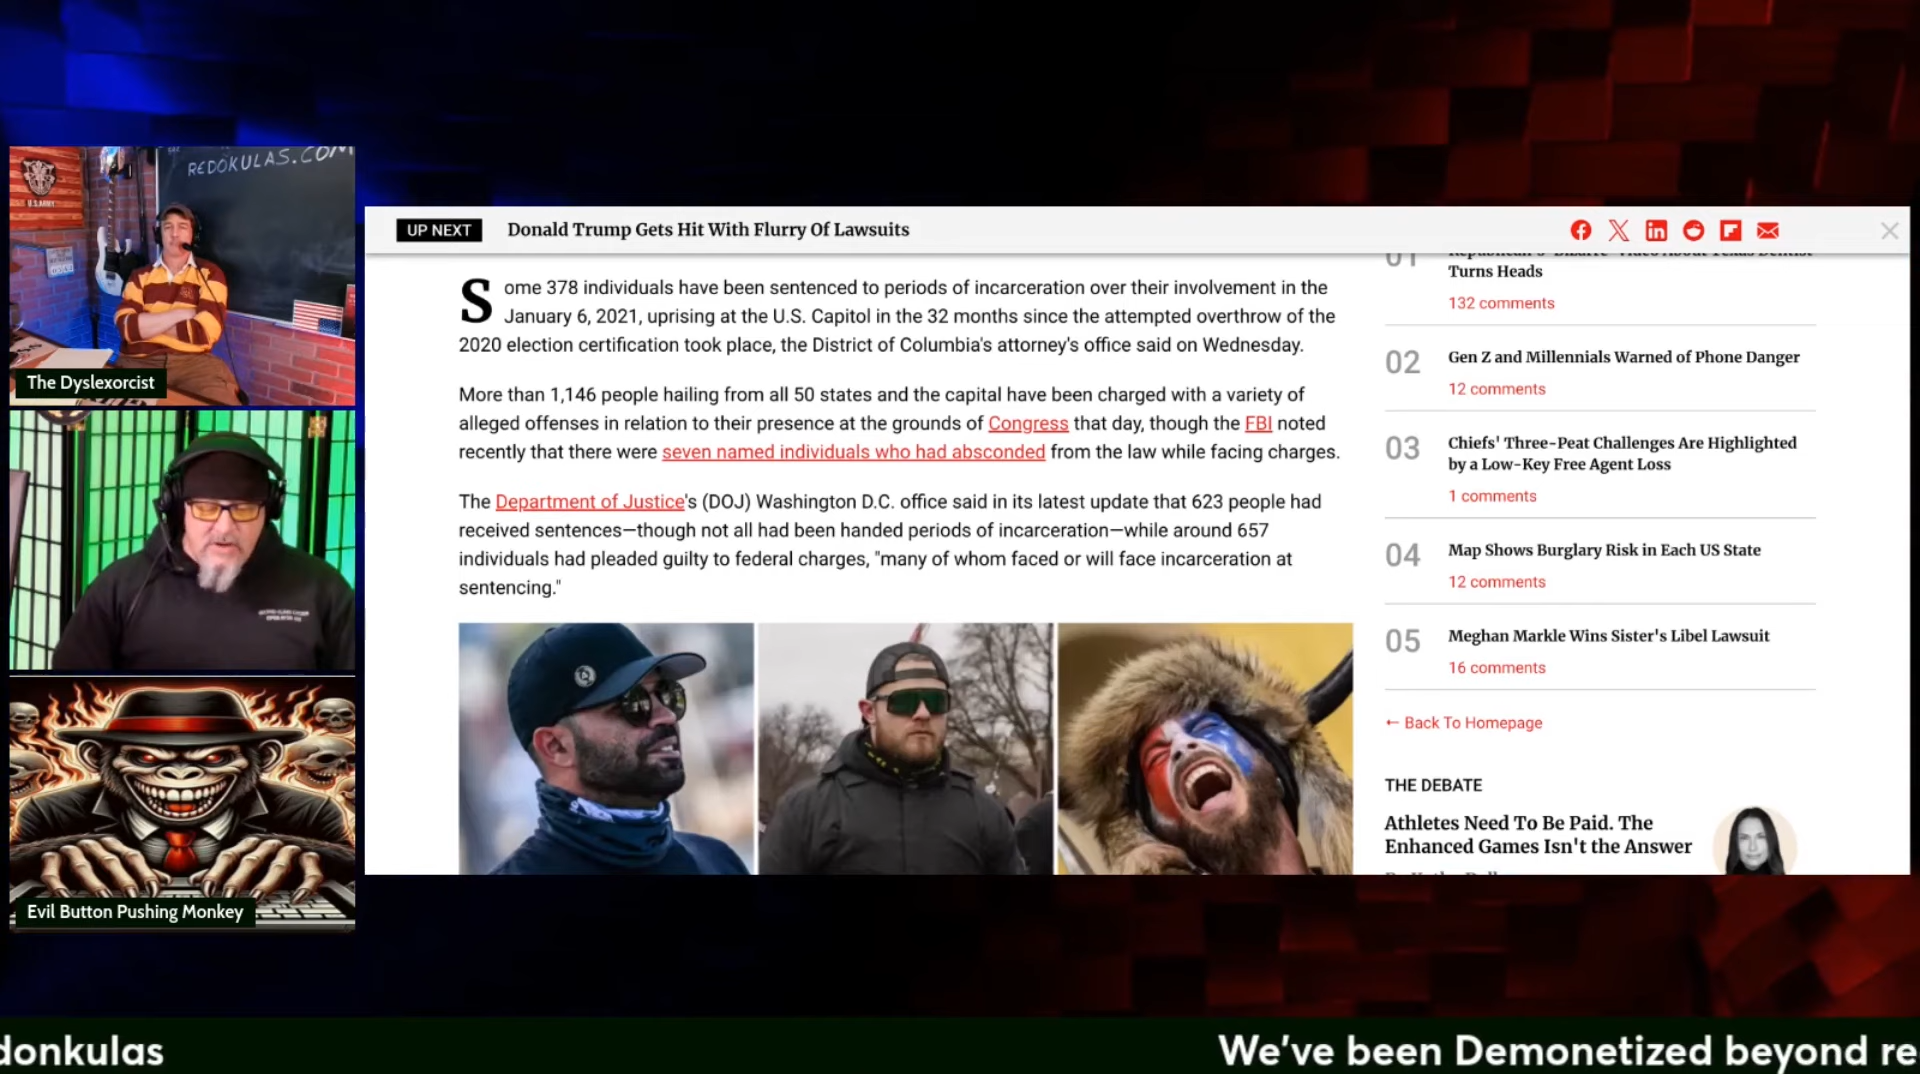 REDOKULAS.COM
U.S. ARMY
The Dyslexorcist
Evil Button Pushing Monkey
UP NEXT
Donald Trump Gets Hit With Flurry Of Lawsuits
Some 378 individuals have been sentenced to periods of incarceration over their involvement in the
January 6, 2021, uprising at the U.S. Capitol in the 32 months since the attempted overthrow of the
2020 election certification took place, the District of Columbia's attorney's office said on Wednesday.
More than 1,146 people hailing from all 50 states and the capital have been charged with a variety of
alleged offenses in relation to their presence at the grounds of Congress that day, though the FBI noted
recently that there were seven named individuals who had absconded from the law while facing charges.
The Department of Justice's (DOJ) Washington D.C. office said in its latest update that 623 people had
received sentences—though not all had been handed periods of incarceration—while around 657
individuals had pleaded guilty to federal charges, "many of whom faced or will face incarceration at
sentencing."
01
Republican's 'Bizarre' Video About Texas Dentist
Turns Heads
132 comments
02
Gen Z and Millennials Warned of Phone Danger
12 comments
03
Chiefs' Three-Peat Challenges Are Highlighted
by a Low-Key Free Agent Loss
1 comments
04
Map Shows Burglary Risk in Each US State
12 comments
05
Meghan Markle Wins Sister's Libel Lawsuit
16 comments
← Back To Homepage
THE DEBATE
Athletes Need To Be Paid. The
Enhanced Games Isn't the Answer
donkulas
We've been Demonetized beyond re